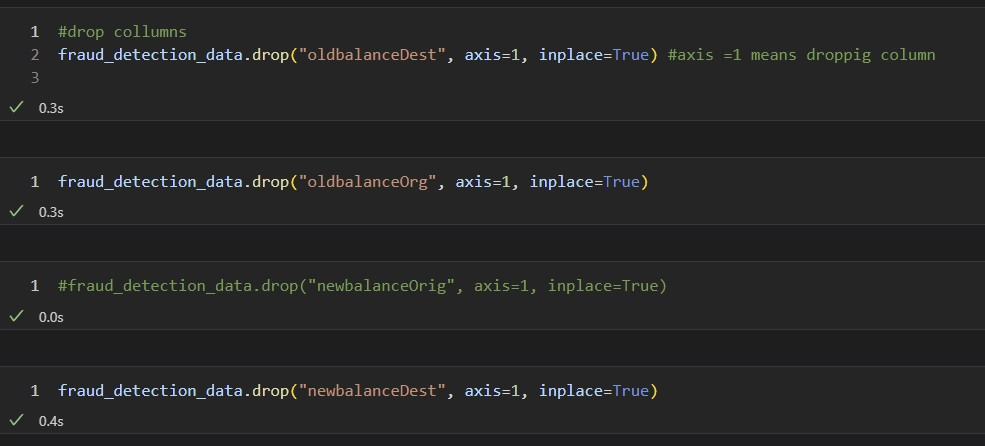 1 #drop collumns
2 fraud_detection_data.drop("oldbalanceDest", axis=1, inplace=True) #axis =1 means droppig column
3
✓ 0.3s
1 fraud_detection_data.drop("oldbalanceOrg", axis=1, inplace=True)
✓ 0.3s
1 #fraud_detection_data.drop("newbalanceOrig", axis=1, inplace=True)
✓ 0.0s
1 fraud_detection_data.drop("newbalanceDest", axis=1, inplace=True)
✓ 0.4s